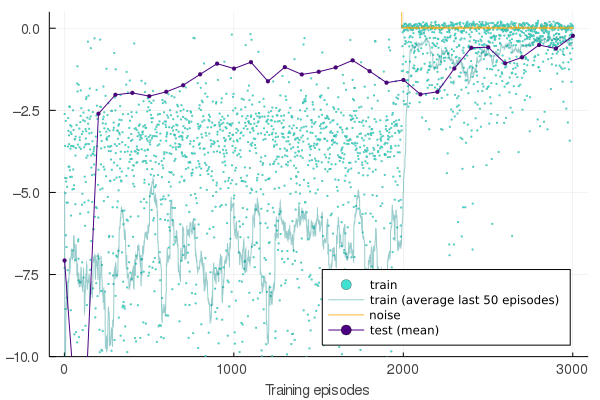 0.0
−2.5
−5.0
−7.5
−10.0
train
train (average last 50 episodes)
noise
test (mean)
0
1000
2000
3000
Training episodes